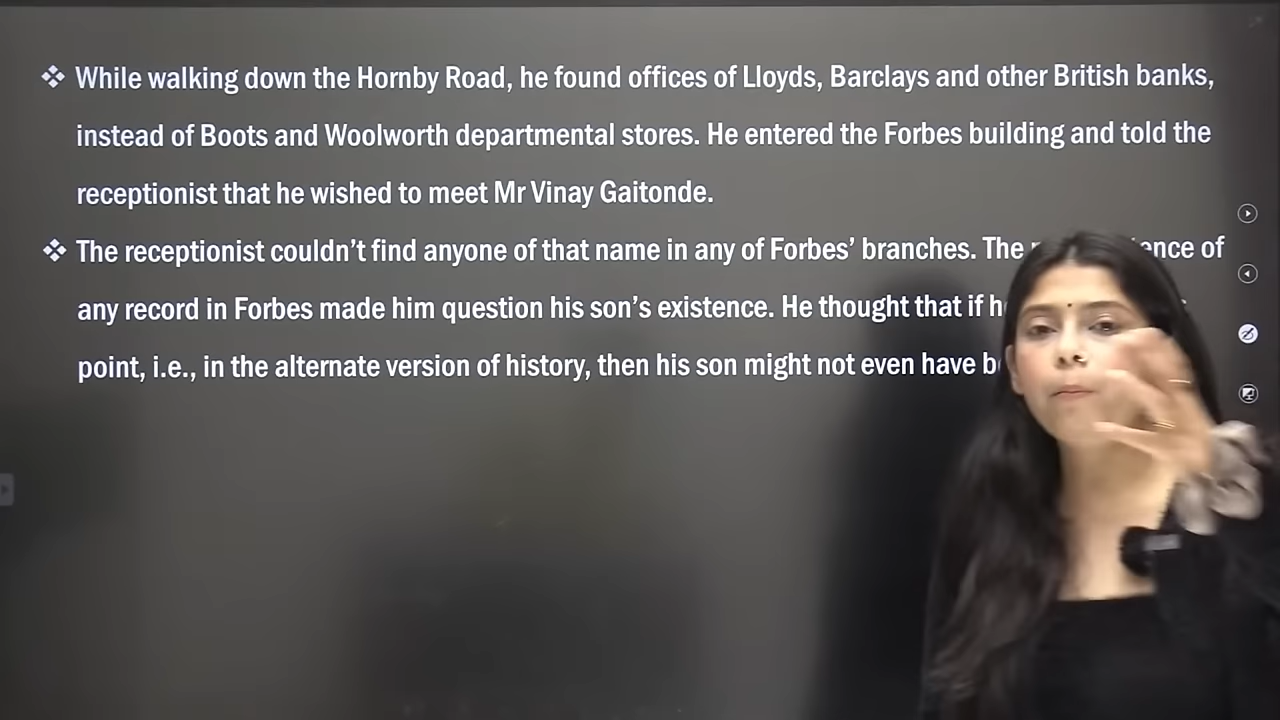 ❖ While walking down the Hornby Road, he found offices of Lloyds, Barclays and other British banks,
instead of Boots and Woolworth departmental stores. He entered the Forbes building and told the
receptionist that he wished to meet Mr Vinay Gaitonde.
❖ The receptionist couldn't find anyone of that name in any of Forbes' branches. The of
any record in Forbes made him question his son's existence. He thought that if
point, i.e., in the alternate version of history, then his son might not even have